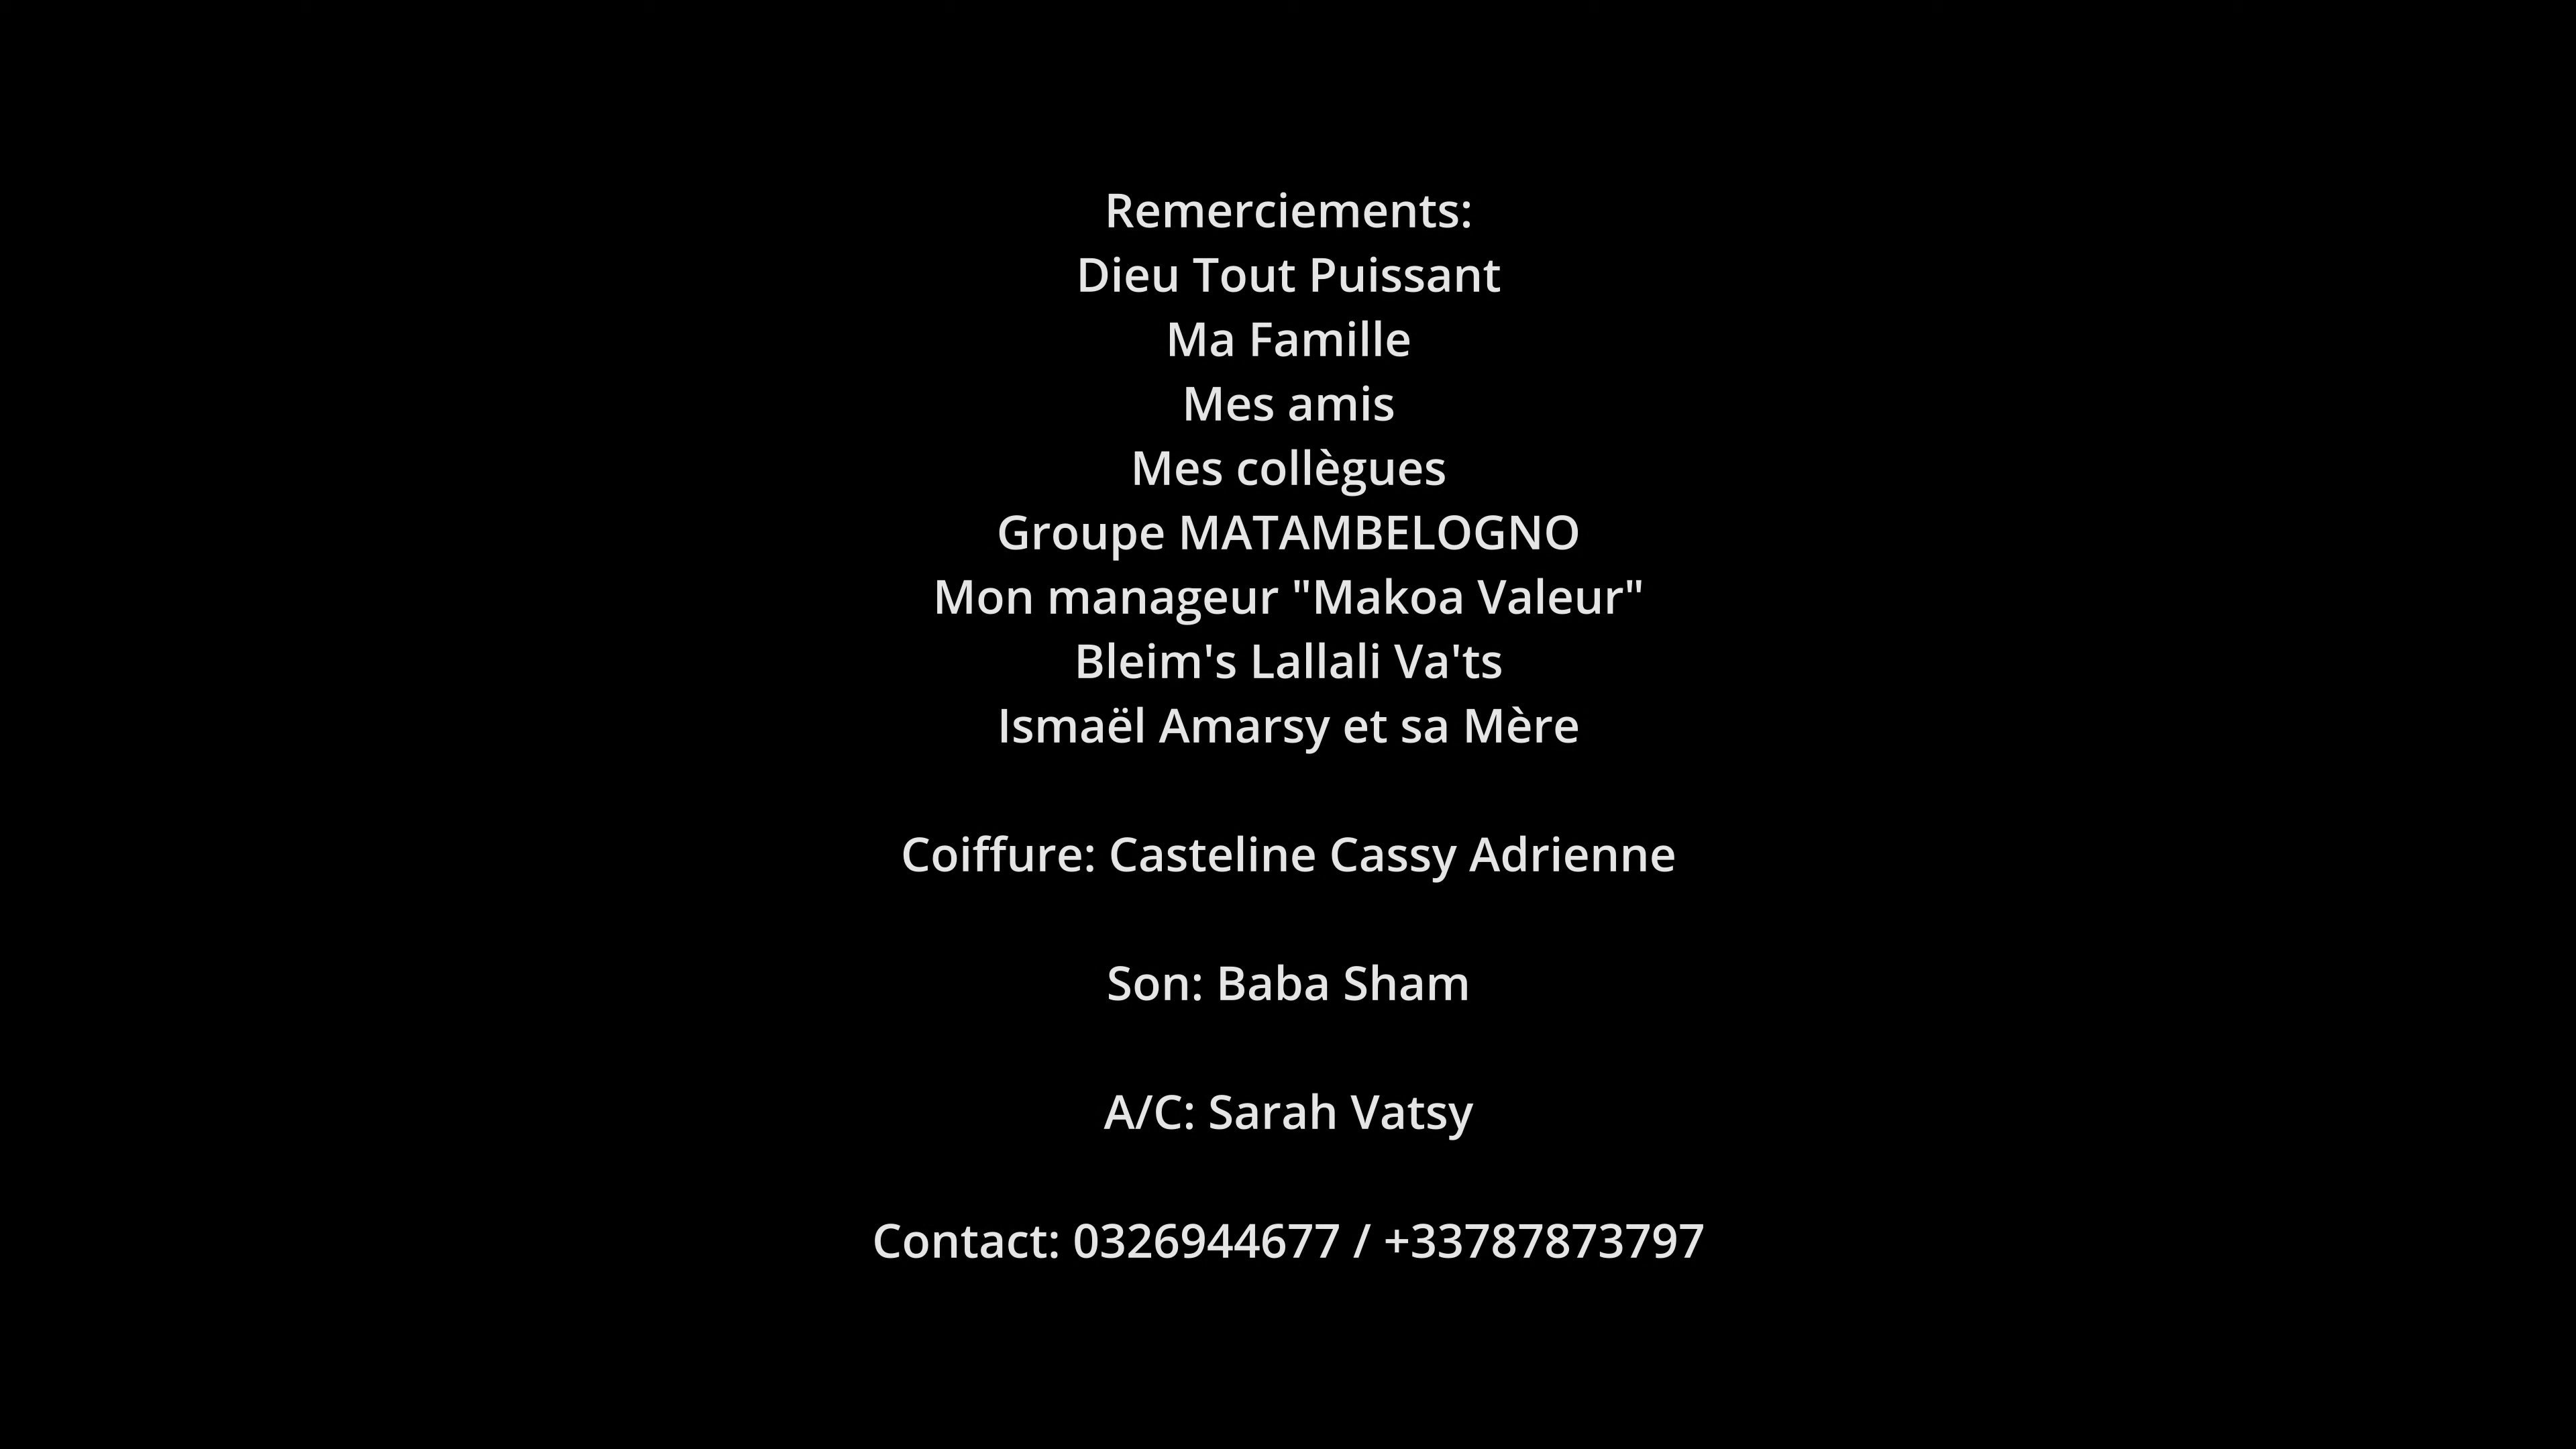 Remerciements:
Dieu Tout Puissant
Ma Famille
Mes amis
Mes collègues
Groupe MATAMBELOGNO
Mon manageur "Makoa Valeur"
Bleim's Lallali Va'ts
Ismaël Amarsy et sa Mère
Coiffure: Casteline Cassy Adrienne
Son: Baba Sham
A/C: Sarah Vatsy
Contact: 0326944677 / +33787873797